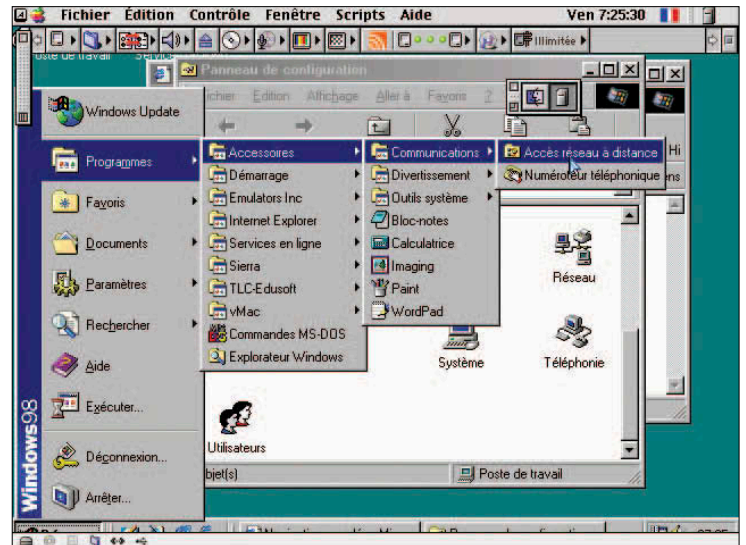 Fichier Édition Contrôle Fenêtre Scripts Aide Ven 7:25:30
Illimitée
Panneau de configuration
Edition Affichage Aller à Favoris ?
Windows Update
Programmes
Favoris
Documents
Paramètres
Rechercher
Aide
Exécuter...
Déconnexion...
Arrêter...
Windows98
Accessoires
Démarrage
Emulators Inc
Internet Explorer
Services en ligne
Sierra
TLC-Edusoft
vMac
Commandes MS-DOS
Explorateur Windows
Communications
Divertissement
Outils système
Bloc-notes
Calculatrice
Imaging
Paint
WordPad
Accès réseau à distance
Numéroteur téléphonique
Hi
Réseau
Système
Téléphonie
Utilisateurs
bjet(s)
Poste de travail